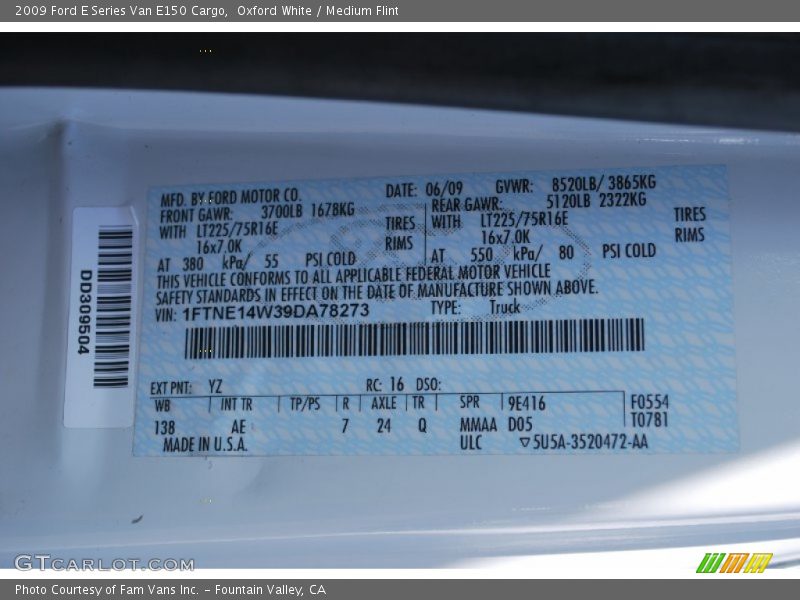 2009 Ford E Series Van E150 Cargo,  Oxford White / Medium Flint
MFD. BY FORD MOTOR CO.
DATE: 06/09 GVWR: 8520LB/ 3865KG
FRONT GAWR: 3700LB 1678KG
REAR GAWR: 5120LB 2322KG
WITH LT225/75R16E TIRES
WITH LT225/75R16E TIRES
16x7.0K RIMS
16x7.0K RIMS
AT 380 kPa/ 55 PSI COLD
AT 550 kPa/ 80 PSI COLD
THIS VEHICLE CONFORMS TO ALL APPLICABLE FEDERAL MOTOR VEHICLE
SAFETY STANDARDS IN EFFECT ON THE DATE OF MANUFACTURE SHOWN ABOVE.
VIN: 1FTNE14W39DA78273 TYPE: Truck
DD309504
EXT PNT: YZ RC: 16 DSO:
WB INT TR TP/PS R AXLE TR SPR 9E416 F0554
138 AE 7 24 Q MMAA D05 T0781
MADE IN U.S.A. ULC ▽5U5A-3520472-AA
GTCARLOT.COM
Photo Courtesy of Fam Vans Inc. - Fountain Valley, CA